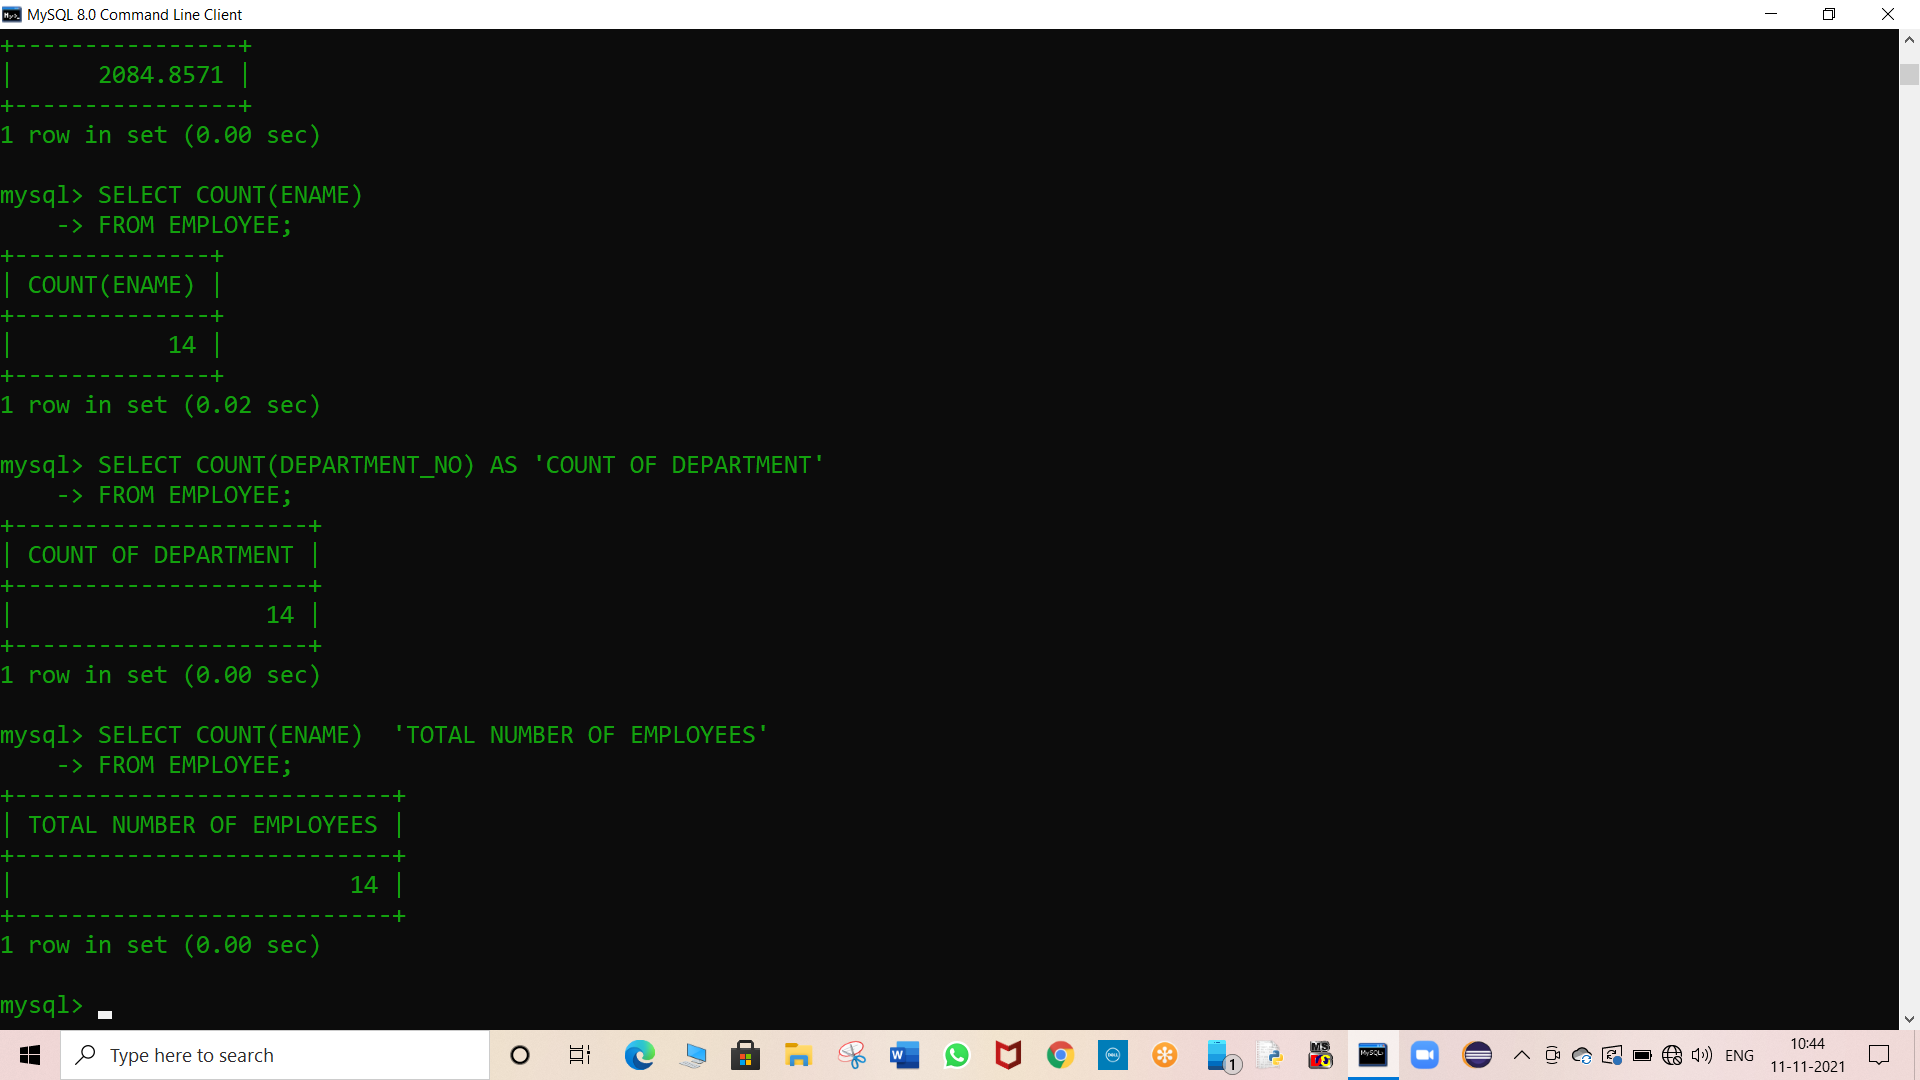 MySQL 8.0 Command Line Client
+----------------+
|      2084.8571 |
+----------------+
1 row in set (0.00 sec)
mysql> SELECT COUNT(ENAME)
    -> FROM EMPLOYEE;
+--------------+
| COUNT(ENAME) |
+--------------+
|           14 |
+--------------+
1 row in set (0.02 sec)
mysql> SELECT COUNT(DEPARTMENT_NO) AS 'COUNT OF DEPARTMENT'
    -> FROM EMPLOYEE;
+---------------------+
| COUNT OF DEPARTMENT |
+---------------------+
|                  14 |
+---------------------+
1 row in set (0.00 sec)
mysql> SELECT COUNT(ENAME)  'TOTAL NUMBER OF EMPLOYEES'
    -> FROM EMPLOYEE;
+---------------------------+
| TOTAL NUMBER OF EMPLOYEES |
+---------------------------+
|                        14 |
+---------------------------+
1 row in set (0.00 sec)
mysql>
Type here to search
W
DELL
1
MS
MySQL
ENG
10:44
11-11-2021